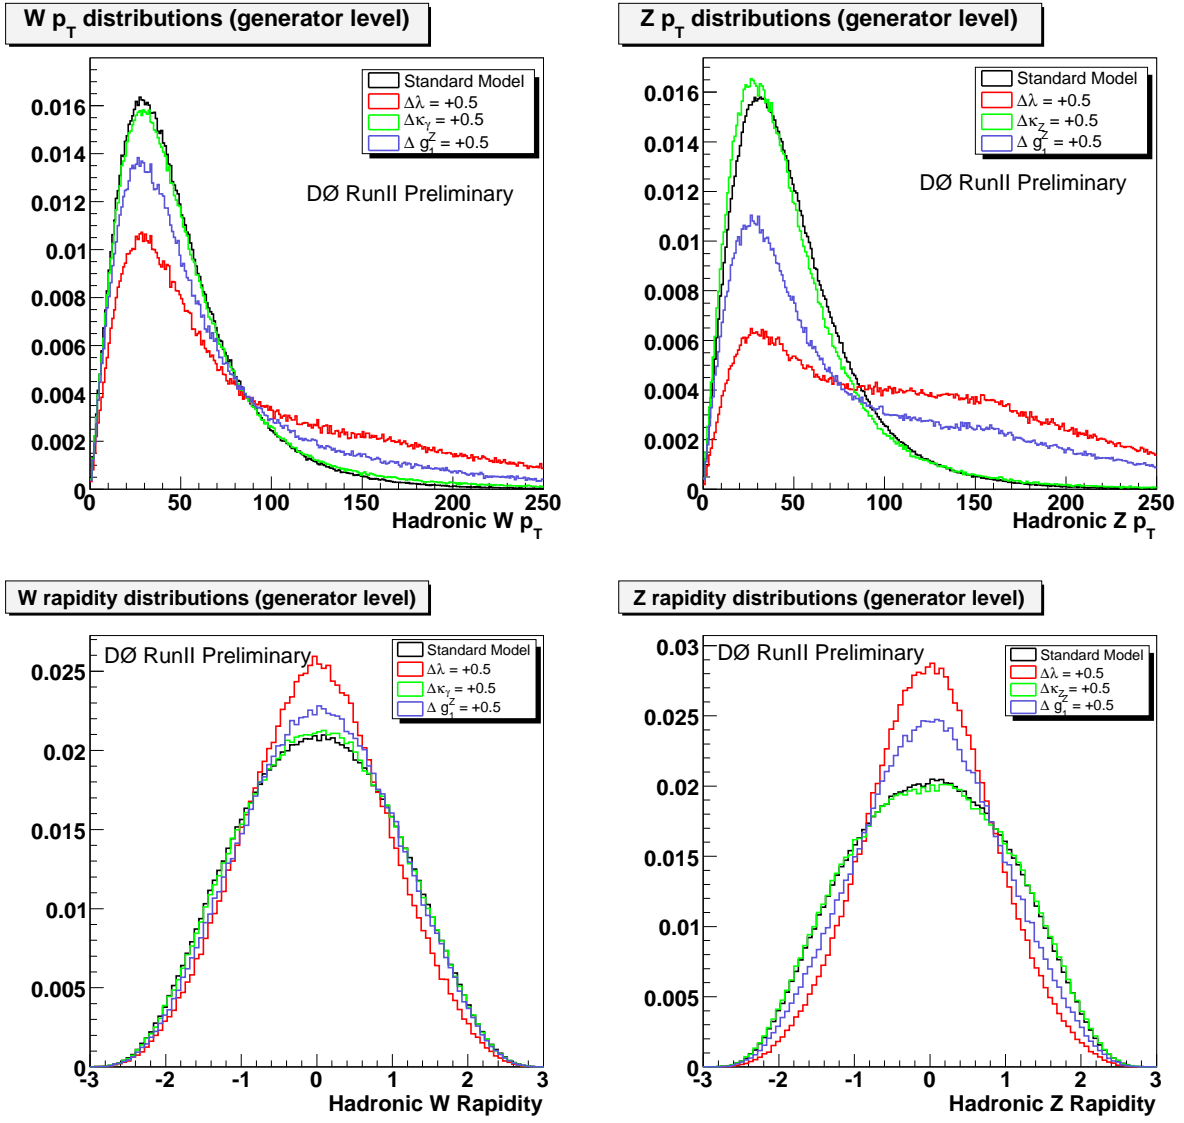 W p_T distributions (generator level)
Standard Model
Δλ = +0.5
Δκ_γ = +0.5
Δ g_1^Z = +0.5
DØ RunII Preliminary
0.016
0.014
0.012
0.01
0.008
0.006
0.004
0.002
0
0 50 100 150 200 250
Hadronic W p_T
Z p_T distributions (generator level)
Standard Model
Δλ = +0.5
Δκ_Z = +0.5
Δ g_1^Z = +0.5
DØ RunII Preliminary
0.016
0.014
0.012
0.01
0.008
0.006
0.004
0.002
0
0 50 100 150 200 250
Hadronic Z p_T
W rapidity distributions (generator level)
DØ RunII Preliminary
Standard Model
Δλ = +0.5
Δκ_γ = +0.5
Δ g_1^Z = +0.5
0.025
0.02
0.015
0.01
0.005
0
-3 -2 -1 0 1 2 3
Hadronic W Rapidity
Z rapidity distributions (generator level)
DØ RunII Preliminary
Standard Model
Δλ = +0.5
Δκ_Z = +0.5
Δ g_1^Z = +0.5
0.03
0.025
0.02
0.015
0.01
0.005
0
-3 -2 -1 0 1 2 3
Hadronic Z Rapidity